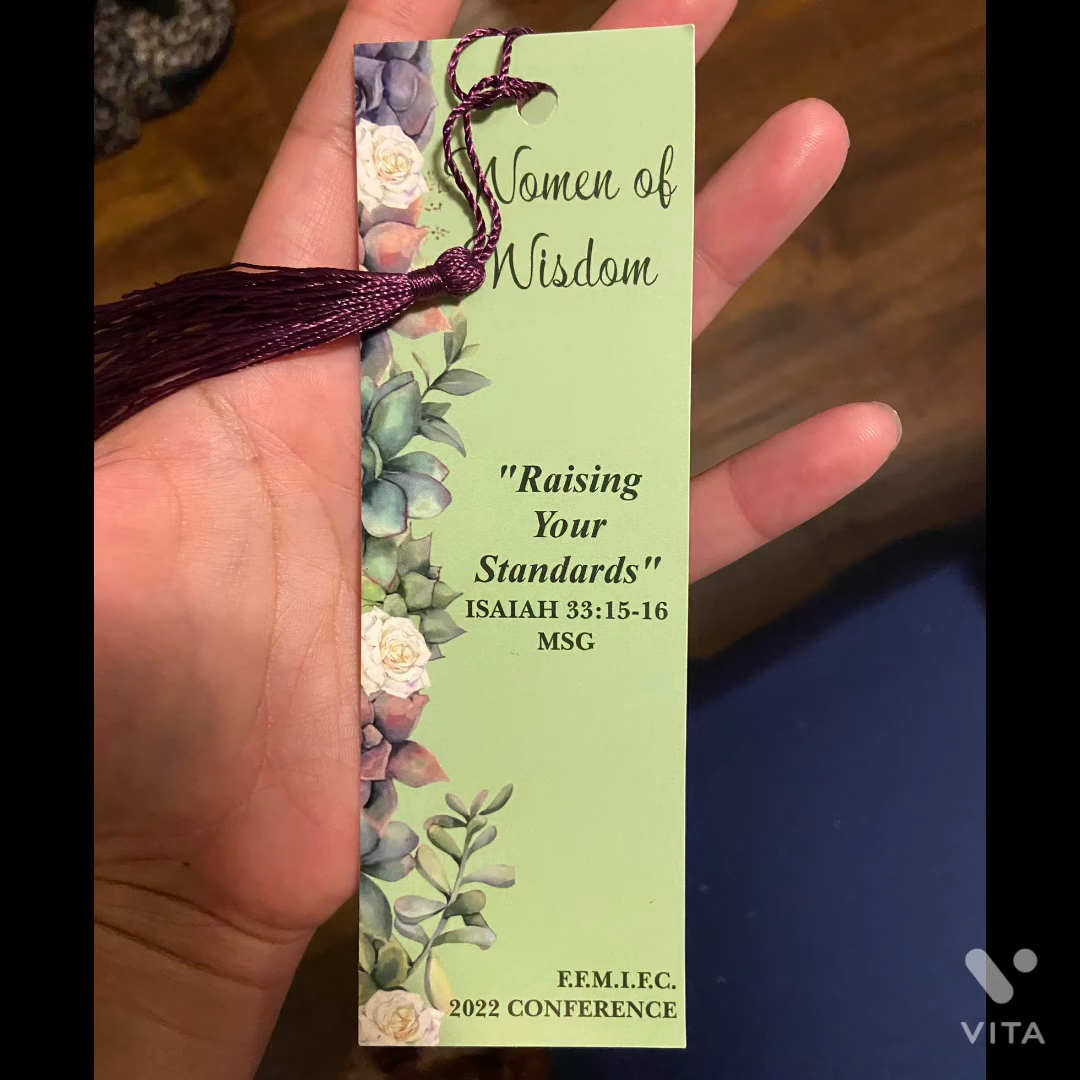 Women of
Wisdom
"Raising
Your
Standards"
ISAIAH 33:15-16
MSG
F.F.M.I.F.C.
2022 CONFERENCE
VITA